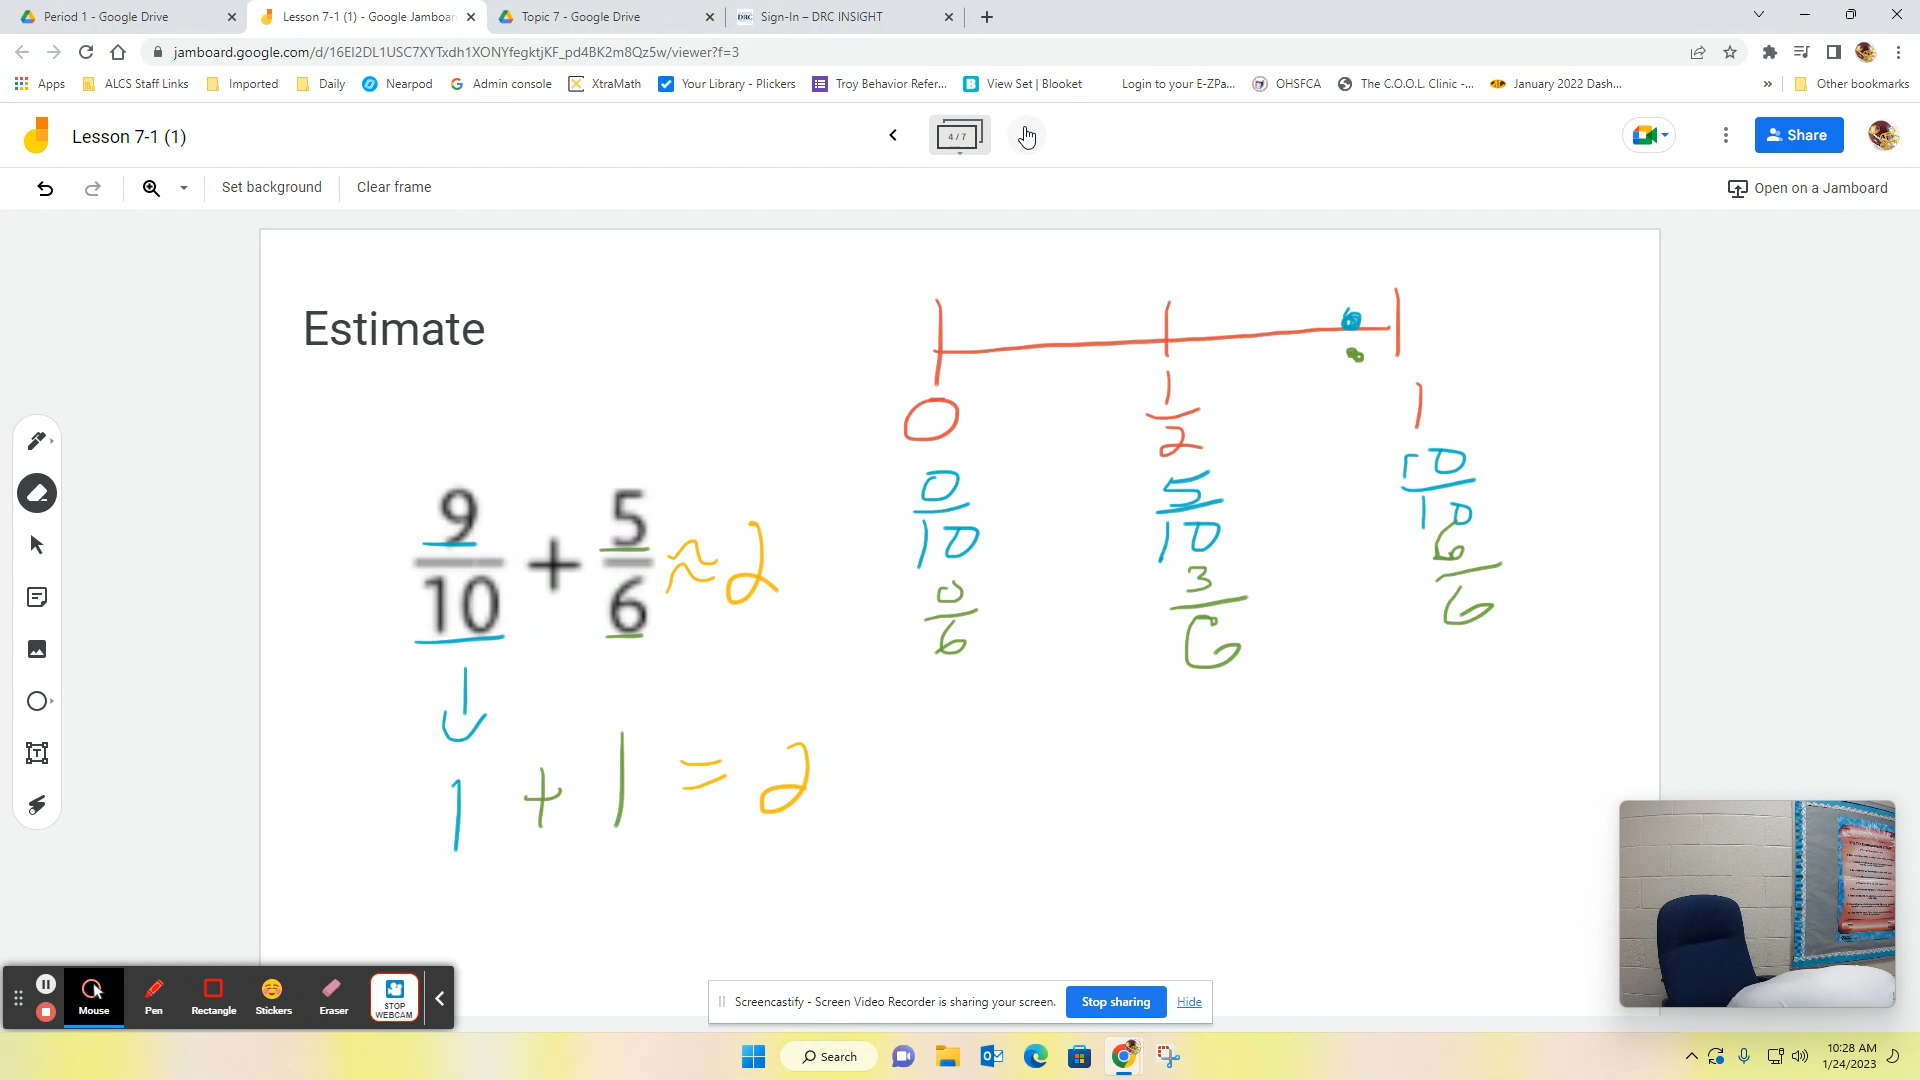 Period 1 - Google Drive
Lesson 7-1 (1) - Google Jamboard
Topic 7 - Google Drive
DRC Sign-In – DRC INSIGHT
jamboard.google.com/d/16EI2DL1USC7XYTxdh1XONYfegktjKF_pd4BK2m8Qz5w/viewer?f=3
Apps ALCS Staff Links Imported Daily Nearpod Admin console XtraMath Your Library - Plickers Troy Behavior Refer... View Set | Blooket Login to your E-ZPa... OHSFCA The C.O.O.L. Clinic -... January 2022 Dash... » Other bookmarks
Lesson 7-1 (1)
4 / 7
Share
Set background
Clear frame
Open on a Jamboard
Estimate
0 1/2 1
0/10 5/10 10/10
0/6 3/6 6/6
9/10 + 5/6 ≈ 2
1 + 1 = 2
Mouse Pen Rectangle Stickers Eraser STOP WEBCAM
Screencastify - Screen Video Recorder is sharing your screen. Stop sharing Hide
Search
10:28 AM
1/24/2023